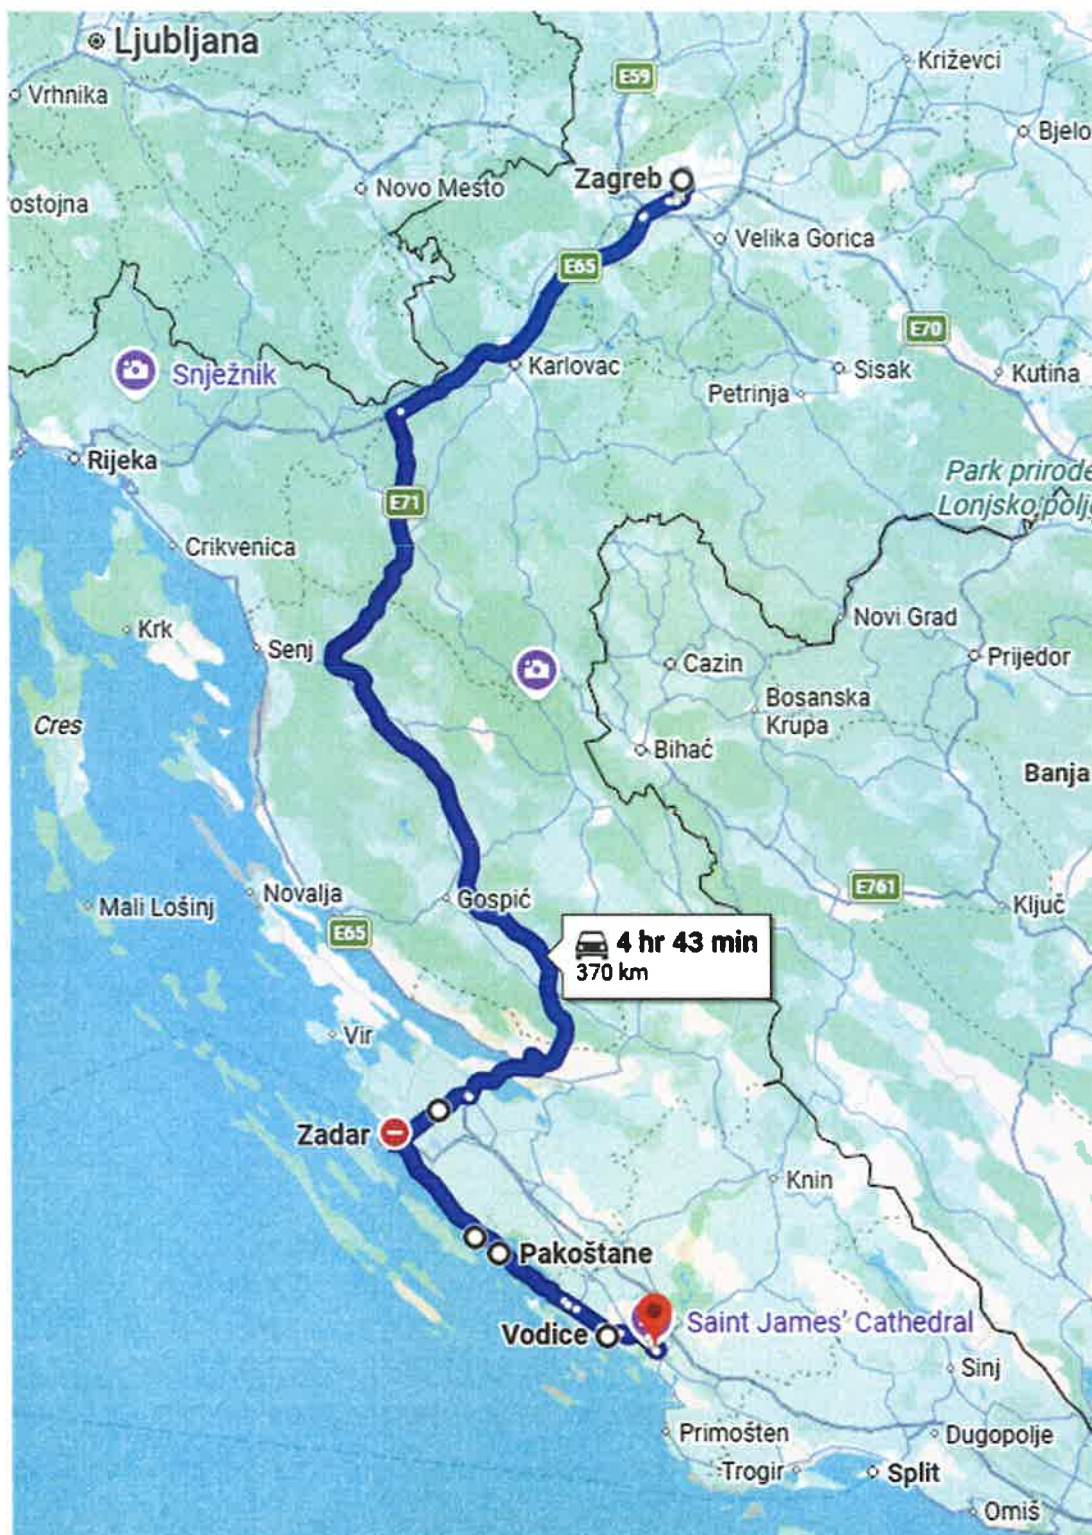 Ljubljana
E59
Križevci
Vrhnika
Bjelo
Zagreb
Novo Mesto
ostojna
Velika Gorica
E65
E70
Karlovac
Sisak
Kutina
Snježnik
Petrinja
Rijeka
Park prirode
Lonjsko polje
E71
Crikvenica
Novi Grad
Krk
Senj
Cazin
Prijedor
Bosanska
Krupa
Cres
Bihać
Banja
E761
Novalja
Gospić
Mali Lošinj
Ključ
E65
4 hr 43 min
370 km
Vir
Zadar
Knin
Pakoštane
Saint James' Cathedral
Vodice
Sinj
Primošten
Dugopolje
Trogir
Split
Omiš